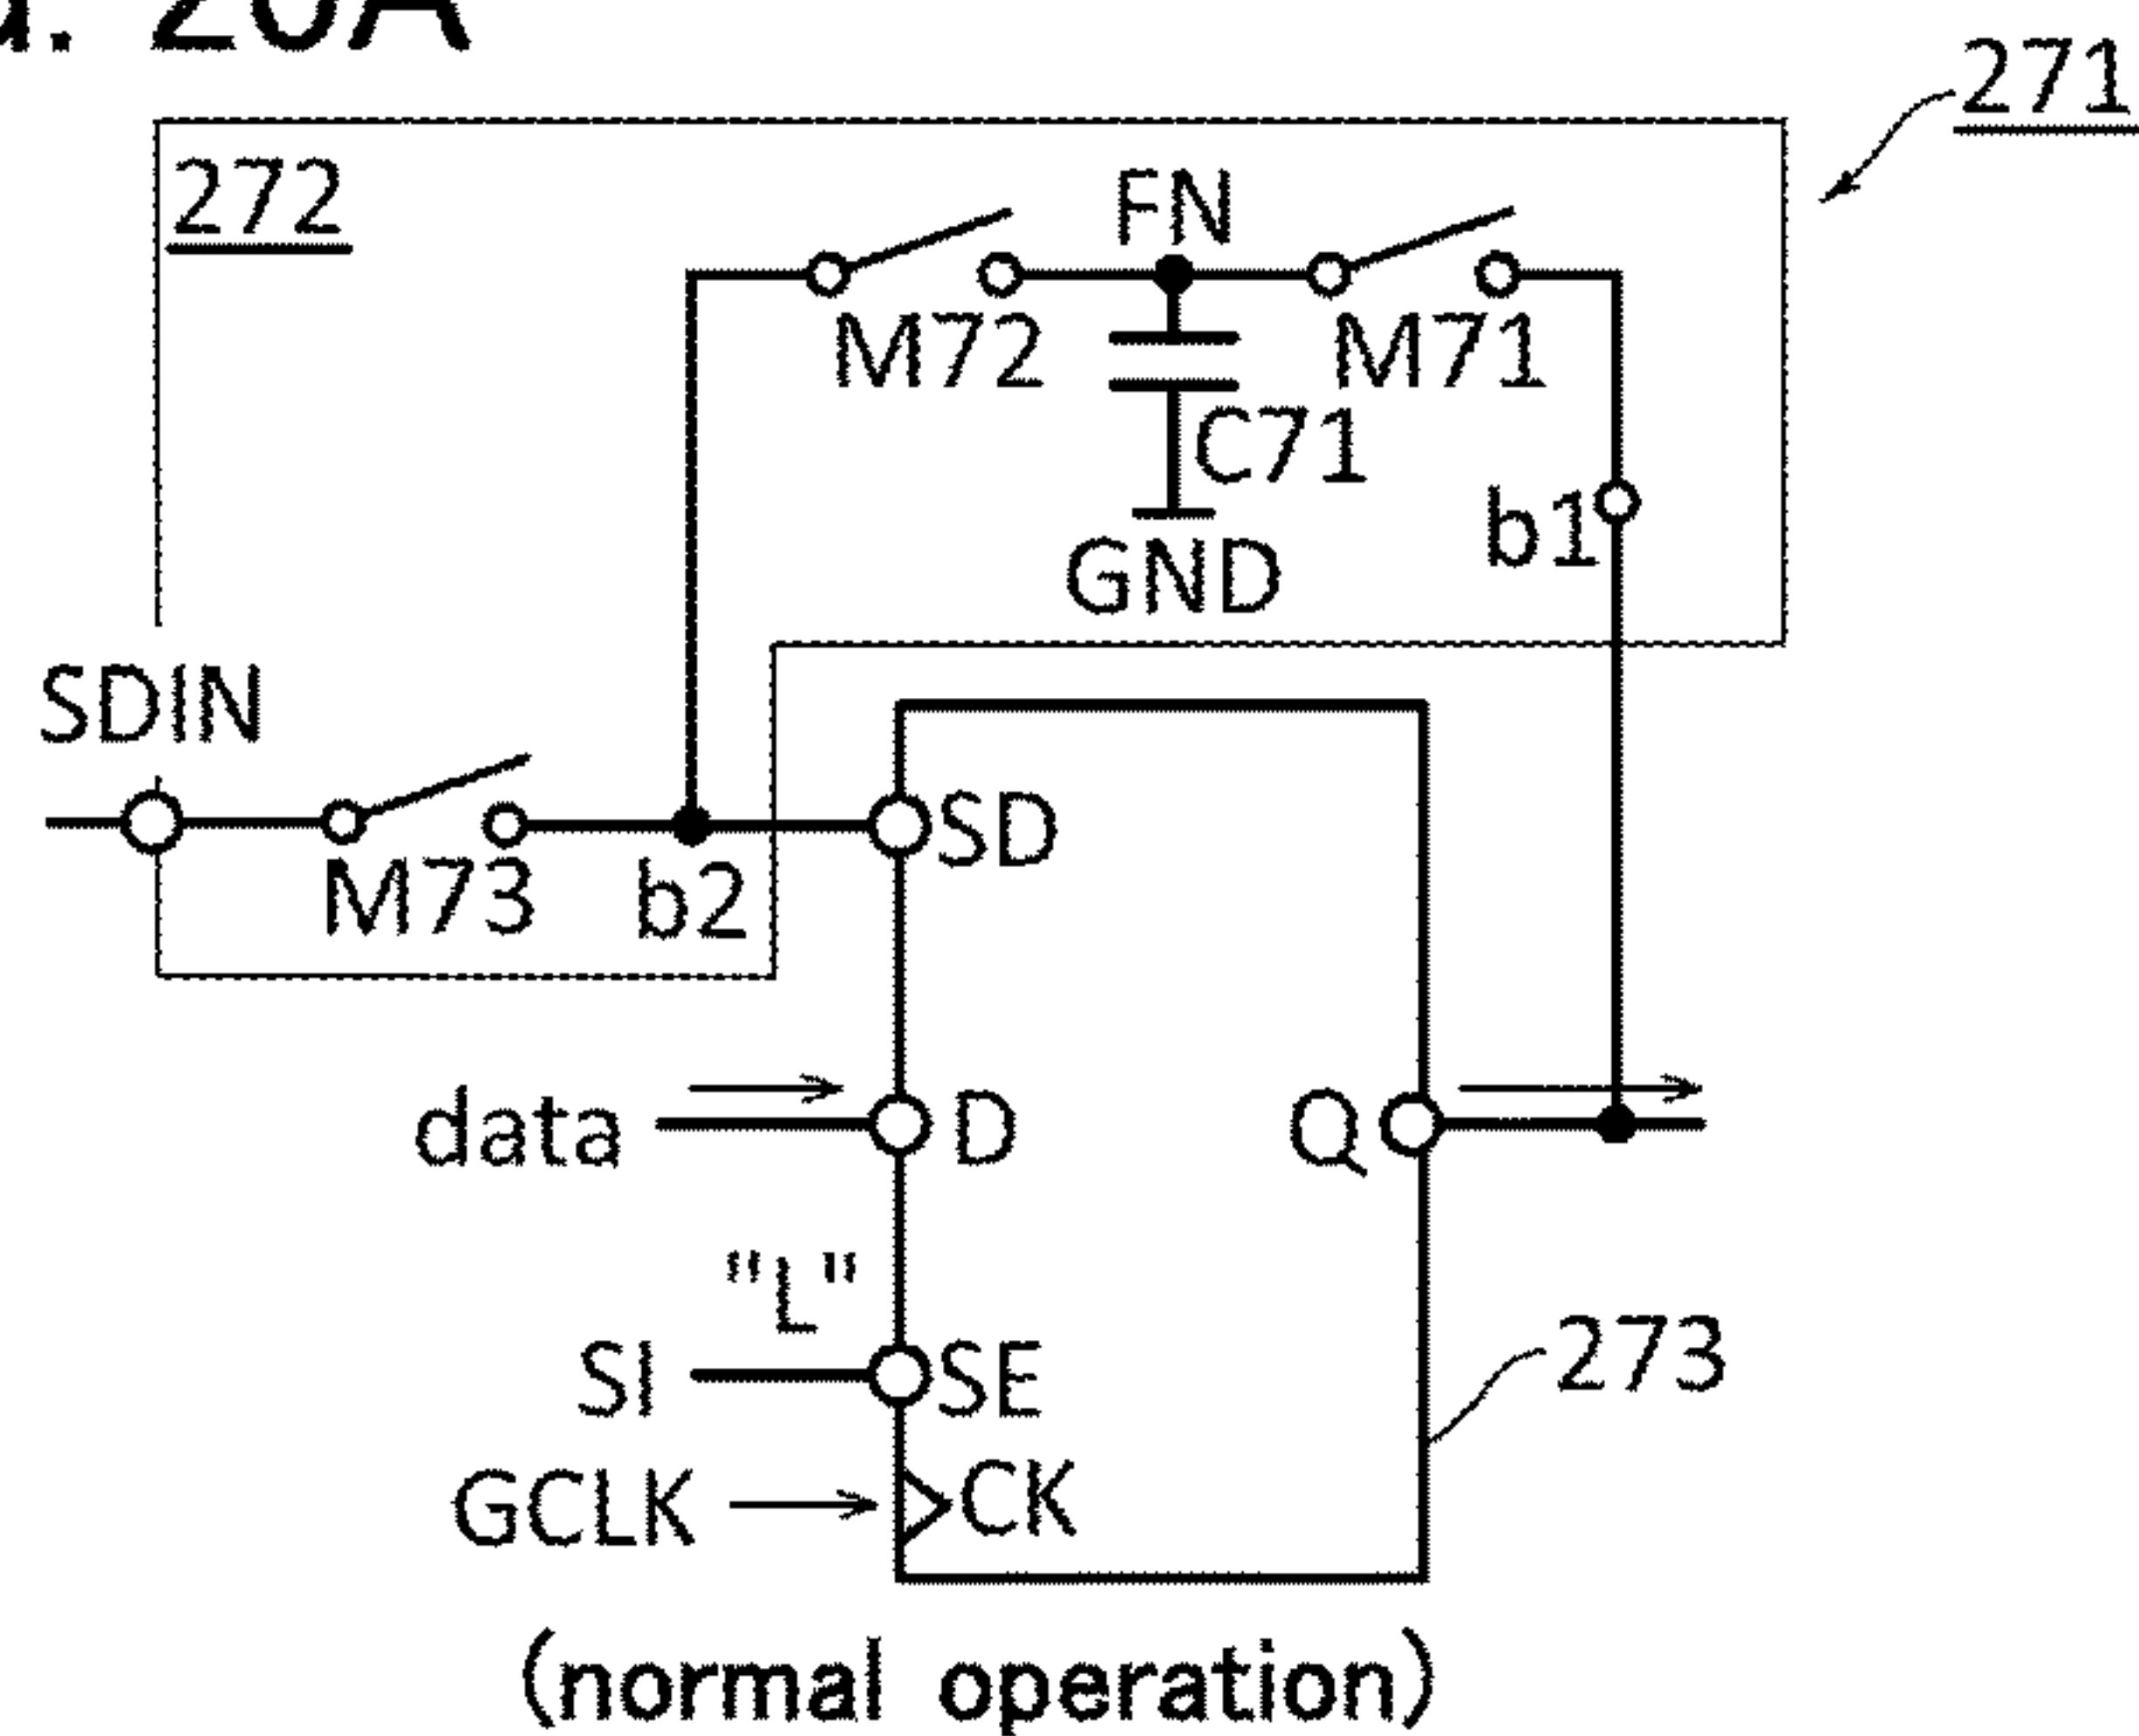 20A
271
272
FN
M72
M71
C71
b1
GND
SDIN
SD
M73
b2
data
D
Q
"L"
SI
SE
273
GCLK
CK
(normal operation)